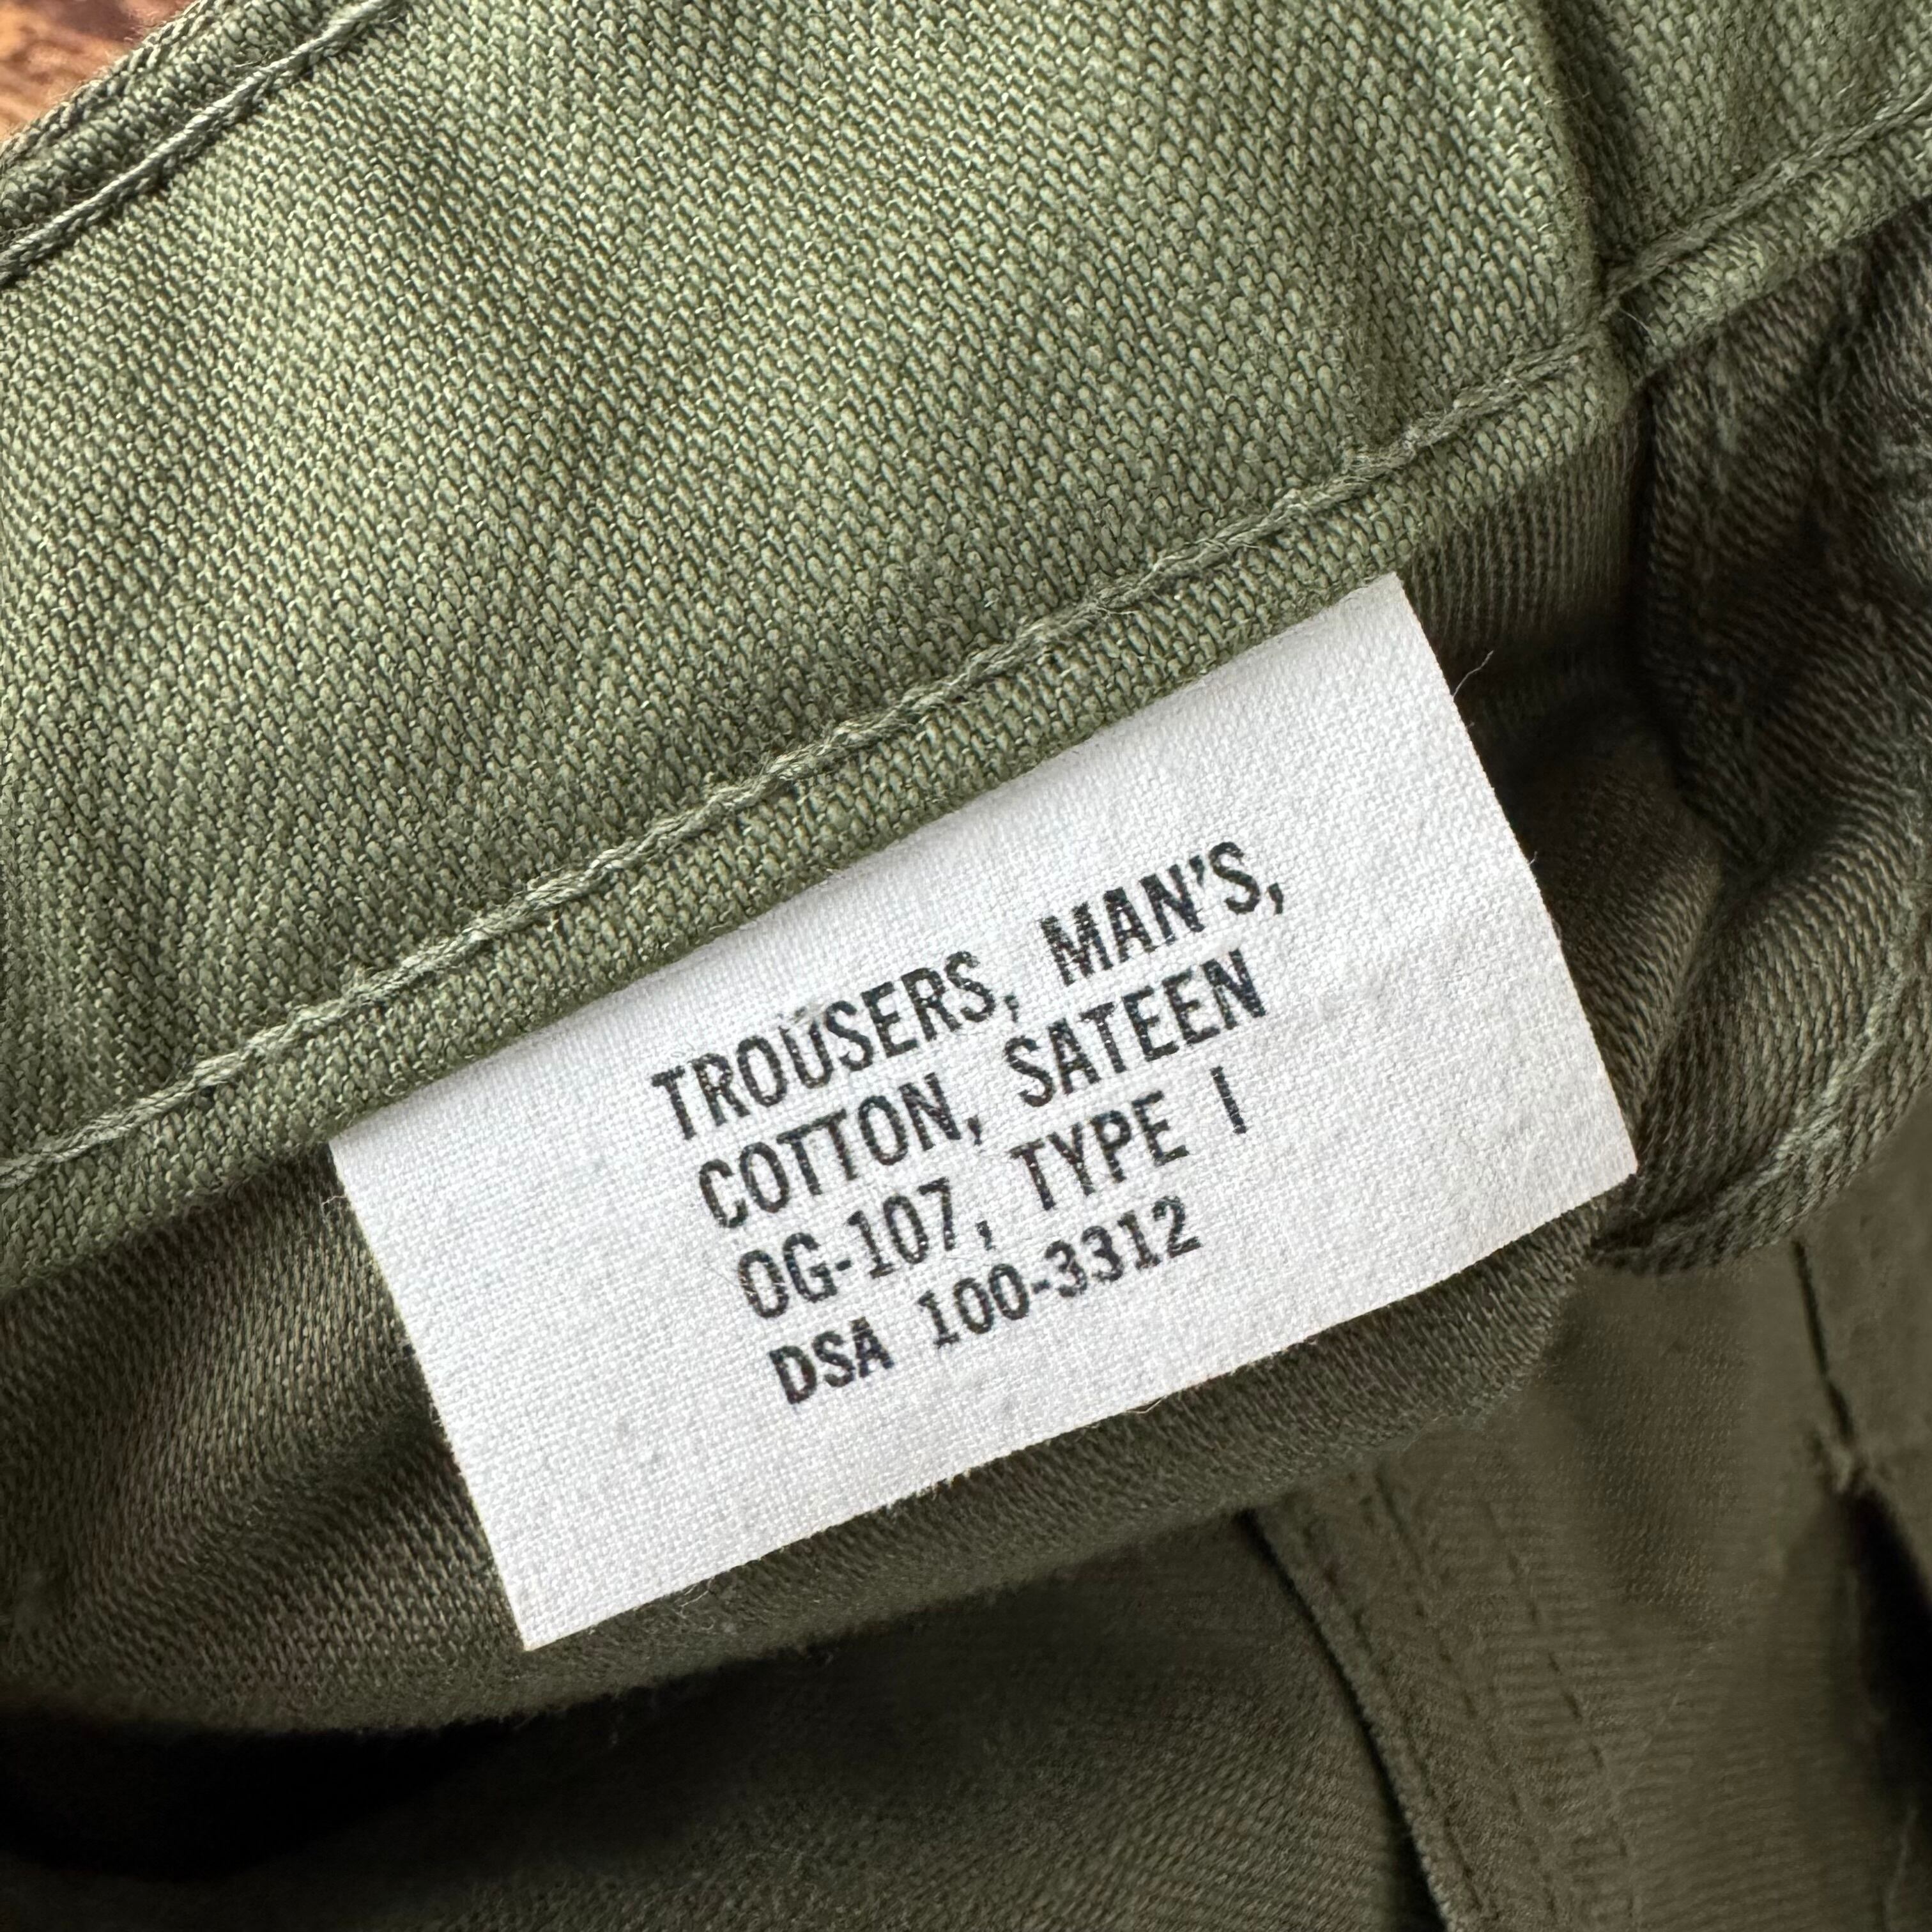 TROUSERS, MAN'S,
COTTON, SATEEN
OG-107, TYPE I
DSA 100-3312